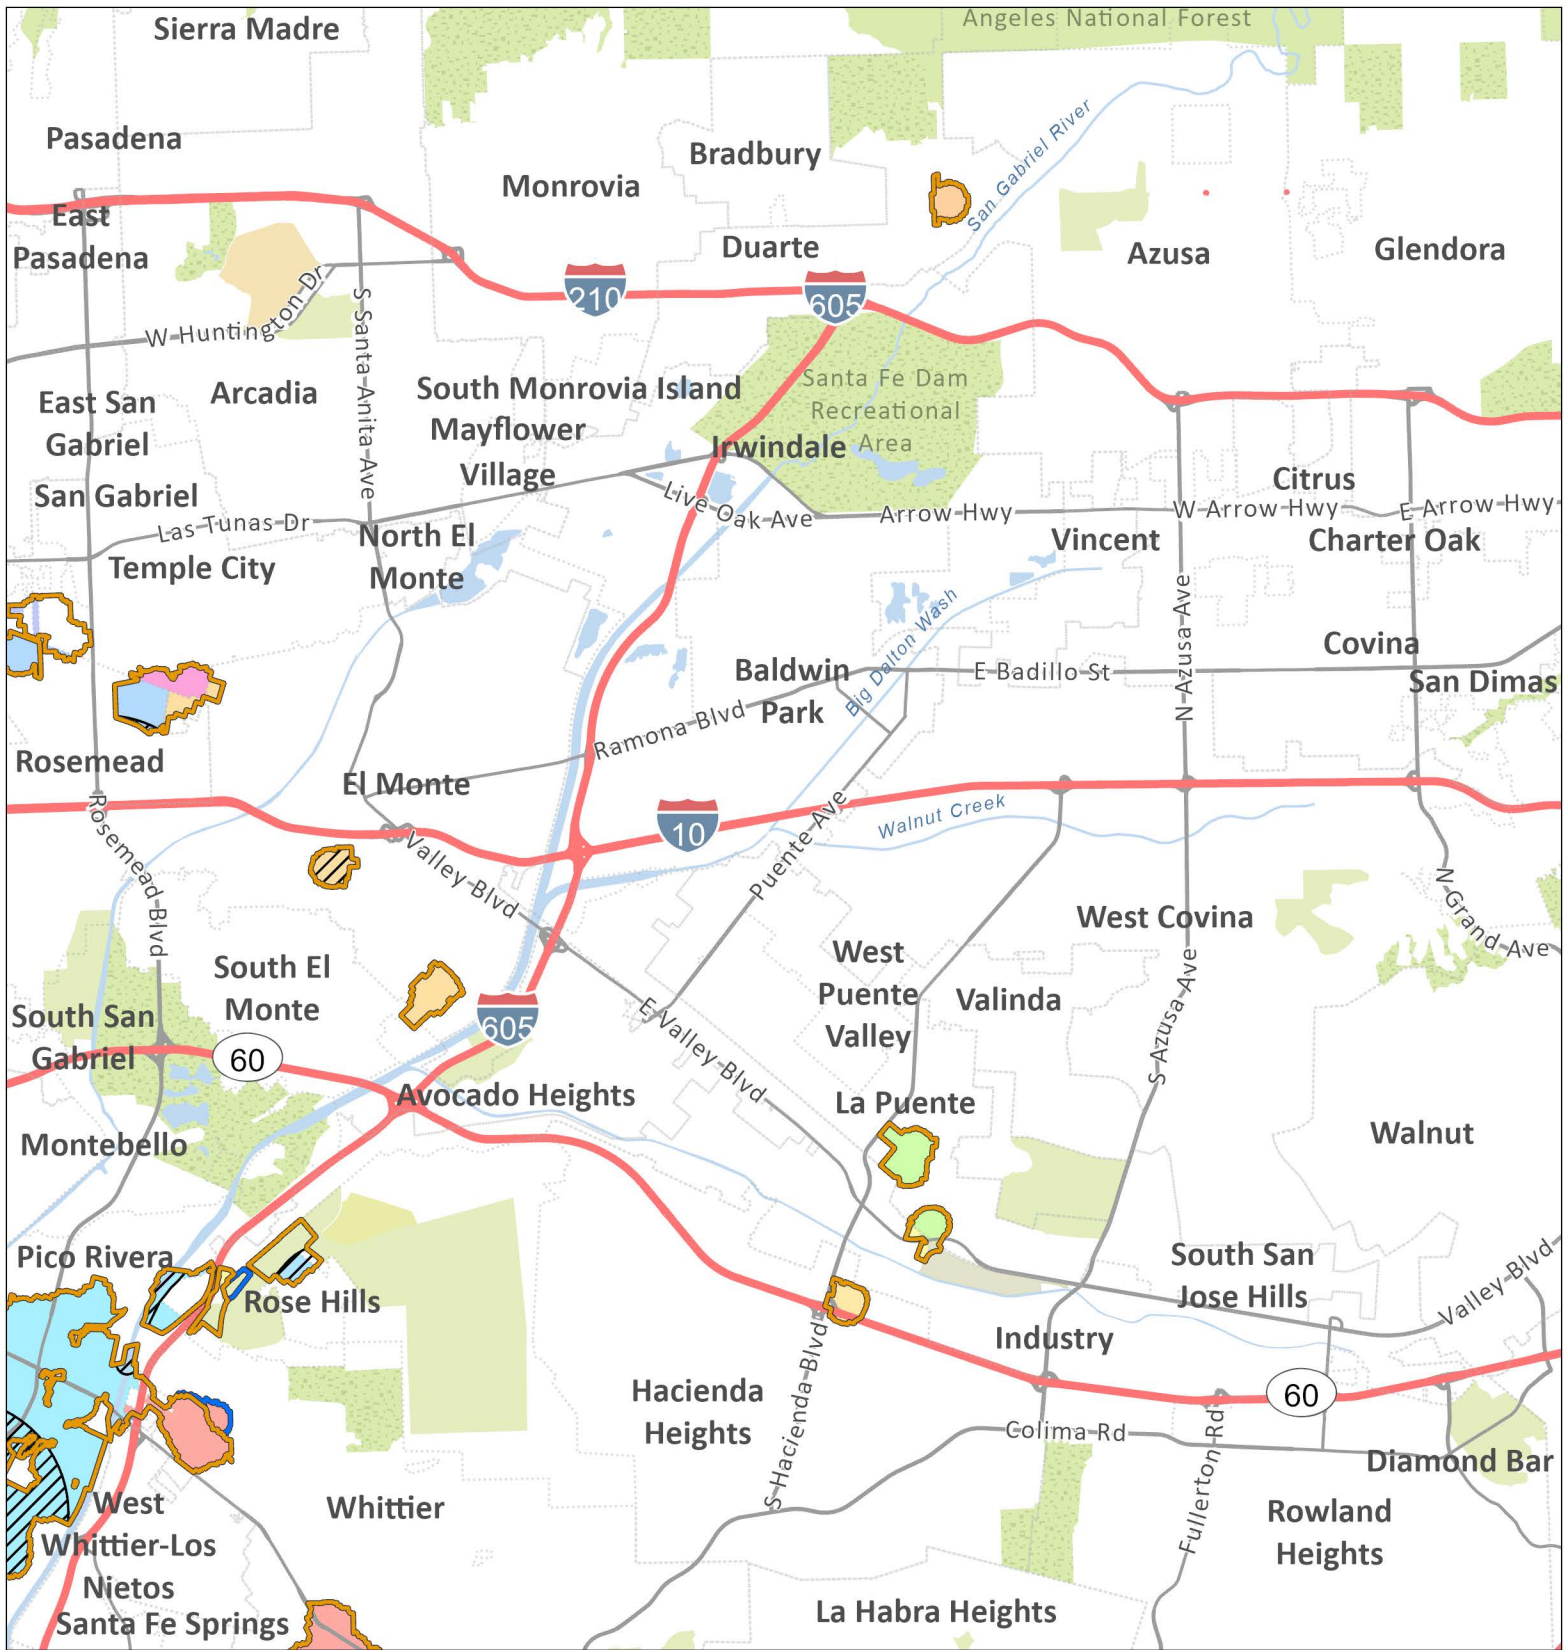 Sierra Madre
Angeles National Forest
Pasadena
Bradbury
San Gabriel River
Monrovia
East
Pasadena
Duarte
Azusa
Glendora
210
605
W Huntington Dr
S Santa Anita Ave
Arcadia
South Monrovia Island
Santa Fe Dam
Recreational
Area
East San
Gabriel
Mayflower
Village
Irwindale
San Gabriel
Las Tunas Dr
Live Oak Ave
Arrow Hwy
Citrus
W Arrow Hwy
E Arrow Hwy
Temple City
North El
Monte
Vincent
Charter Oak
Big Dalton Wash
N Azusa Ave
Baldwin
Park
E Badillo St
Covina
San Dimas
Ramona Blvd
Rosemead
El Monte
10
Walnut Creek
Puente Ave
Rosemead Blvd
Valley Blvd
N Grand Ave
West Covina
South El
Monte
West
Puente
Valley
Valinda
S Azusa Ave
South San
Gabriel
60
605
E Valley Blvd
Avocado Heights
La Puente
Montebello
Walnut
Pico Rivera
Rose Hills
South San
Jose Hills
Valley Blvd
Industry
S Hacienda Blvd
Hacienda
Heights
60
Colima Rd
Fullerton Rd
Diamond Bar
West
Whittier-Los
Nietos
Whittier
Rowland
Heights
Santa Fe Springs
La Habra Heights